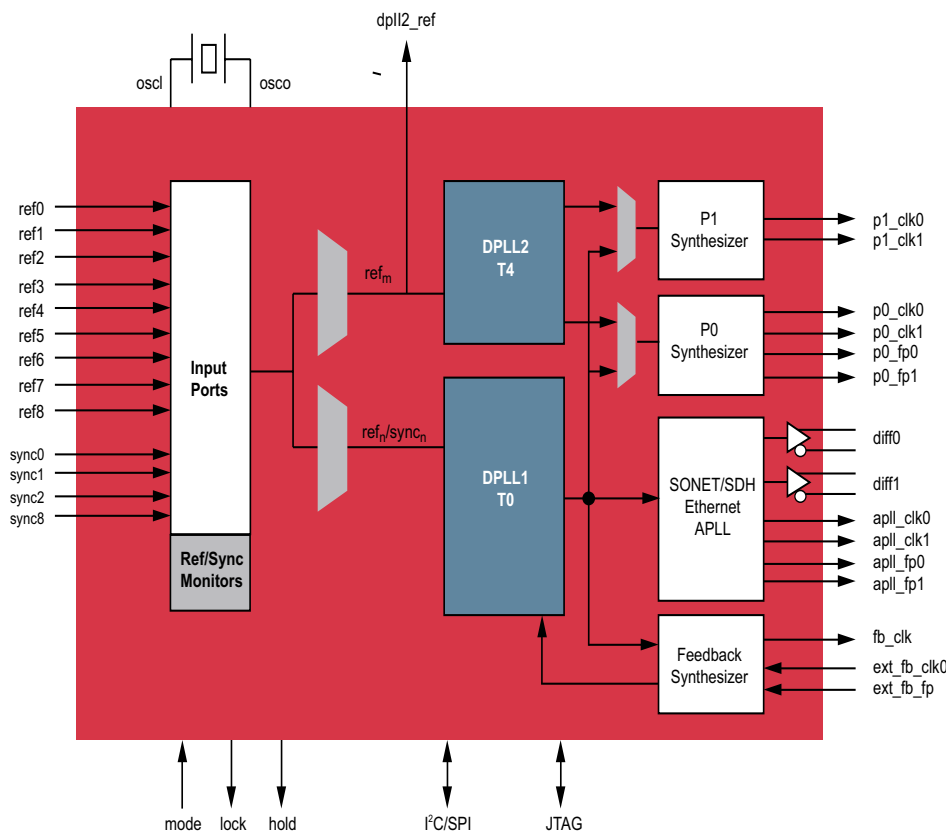 dpll2_ref
oscI
osco
ref0
ref1
ref2
ref3
ref4
ref5
ref6
ref7
ref8
sync0
sync1
sync2
sync8
Input
Ports
Ref/Sync
Monitors
refm
refn/syncn
DPLL2
T4
DPLL1
T0
P1
Synthesizer
P0
Synthesizer
SONET/SDH
Ethernet
APLL
Feedback
Synthesizer
p1_clk0
p1_clk1
p0_clk0
p0_clk1
p0_fp0
p0_fp1
diff0
diff1
apll_clk0
apll_clk1
apll_fp0
apll_fp1
fb_clk
ext_fb_clk0
ext_fb_fp
mode
lock
hold
I²C/SPI
JTAG